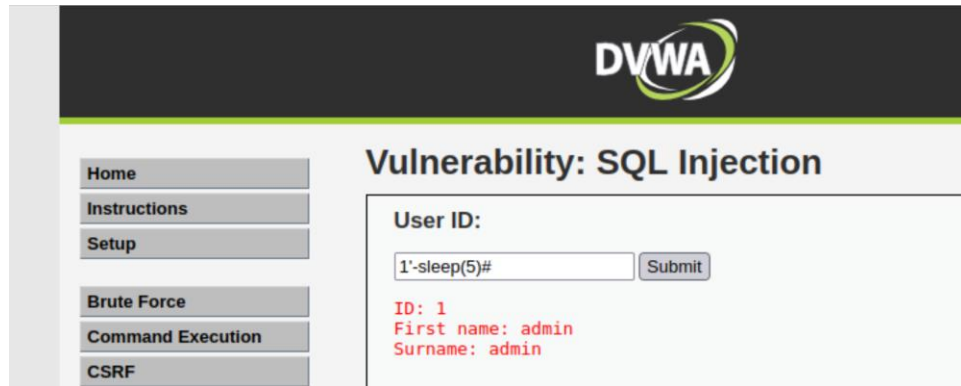 DVWA
Home
Instructions
Setup
Brute Force
Command Execution
CSRF
Vulnerability: SQL Injection
User ID:
1'-sleep(5)# Submit
ID: 1
First name: admin
Surname: admin